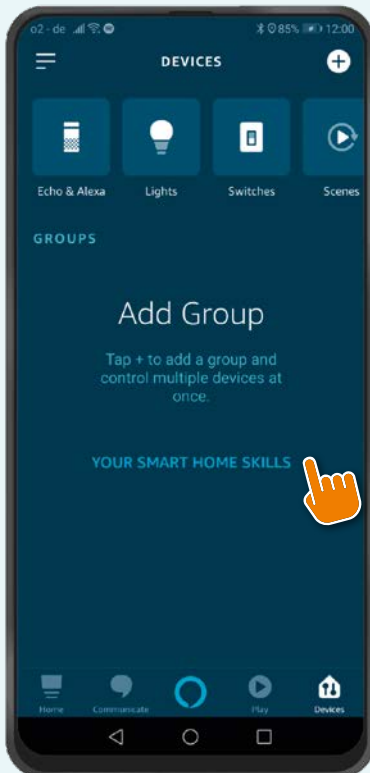 o2 - de 85% 12:00
DEVICES
Echo & Alexa Lights Switches Scenes
GROUPS
Add Group
Tap + to add a group and
control multiple devices at
once.
YOUR SMART HOME SKILLS
Home Communicate Play Devices